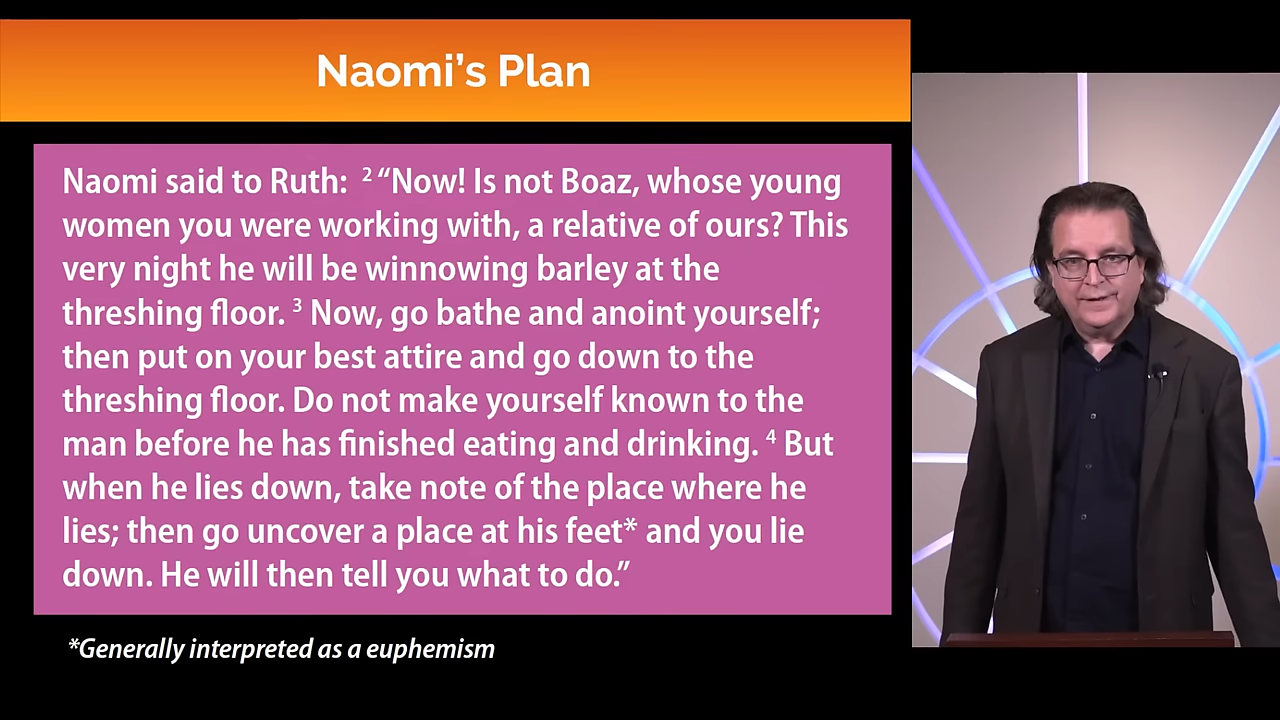 Naomi’s Plan
Naomi said to Ruth: ² “Now! Is not Boaz, whose young
women you were working with, a relative of ours? This
very night he will be winnowing barley at the
threshing floor. ³ Now, go bathe and anoint yourself;
then put on your best attire and go down to the
threshing floor. Do not make yourself known to the
man before he has finished eating and drinking. ⁴ But
when he lies down, take note of the place where he
lies; then go uncover a place at his feet* and you lie
down. He will then tell you what to do.”
*Generally interpreted as a euphemism